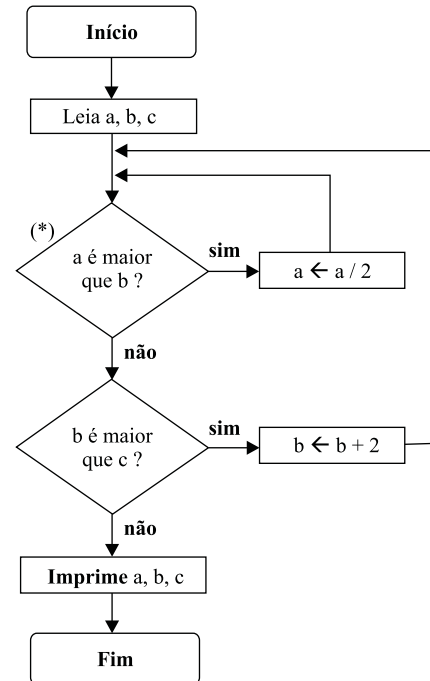 Início
Leia a, b, c
(*)
a é maior
que b ?
sim
a ← a / 2
não
b é maior
que c ?
sim
b ← b + 2
não
Imprime a, b, c
Fim